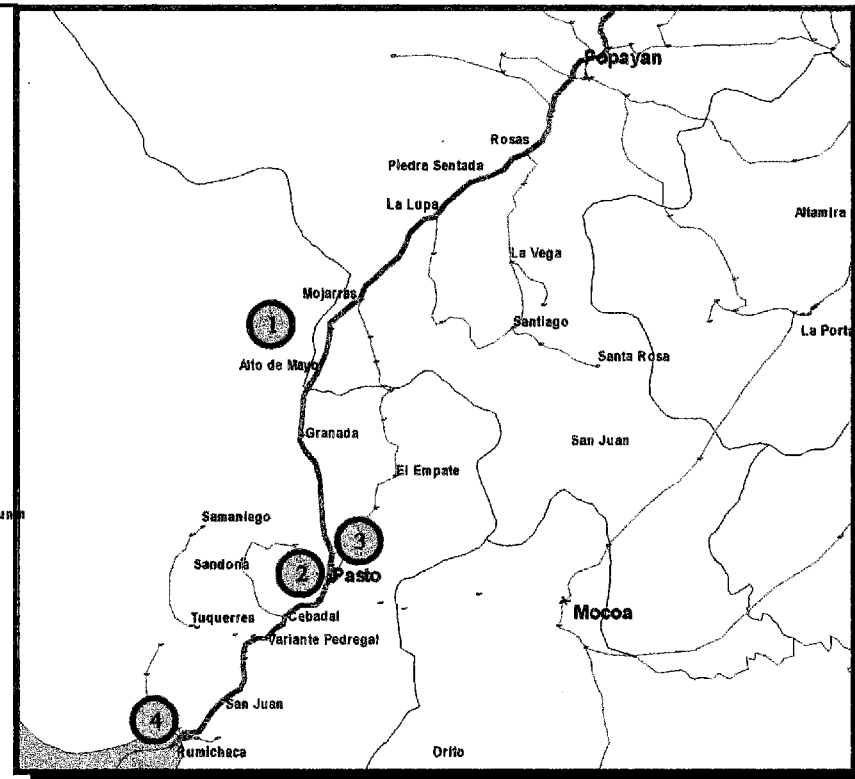 Popayan
Rosas
Piedra Sentada
La Lupa
Altamira
La Vega
Mojarras
1
Santiago
La Porta
Santa Rosa
Alto de Mayo
Granada
San Juan
El Empate
Samaniego
3
Sandona
2
Pasto
Mocoa
Tuquerres
Cebadal
Variante Pedregal
San Juan
4
Rumichaca
Orito